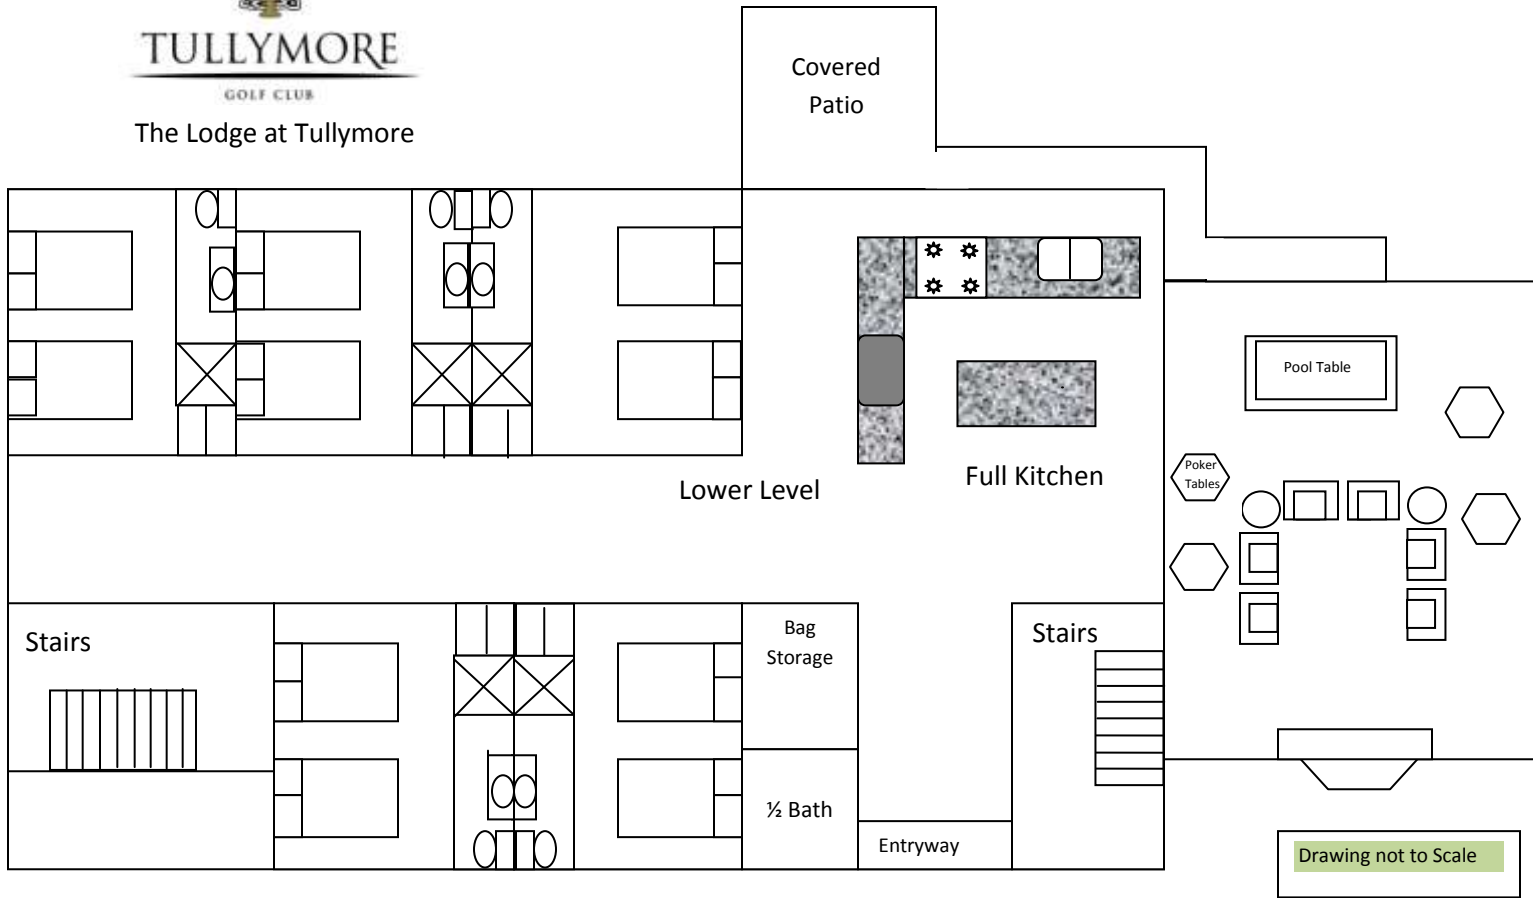 TULLYMORE
GOLF CLUB
The Lodge at Tullymore
Covered
Patio
Pool Table
Poker
Tables
Lower Level
Full Kitchen
Stairs
Bag
Storage
Stairs
½ Bath
Entryway
Drawing not to Scale